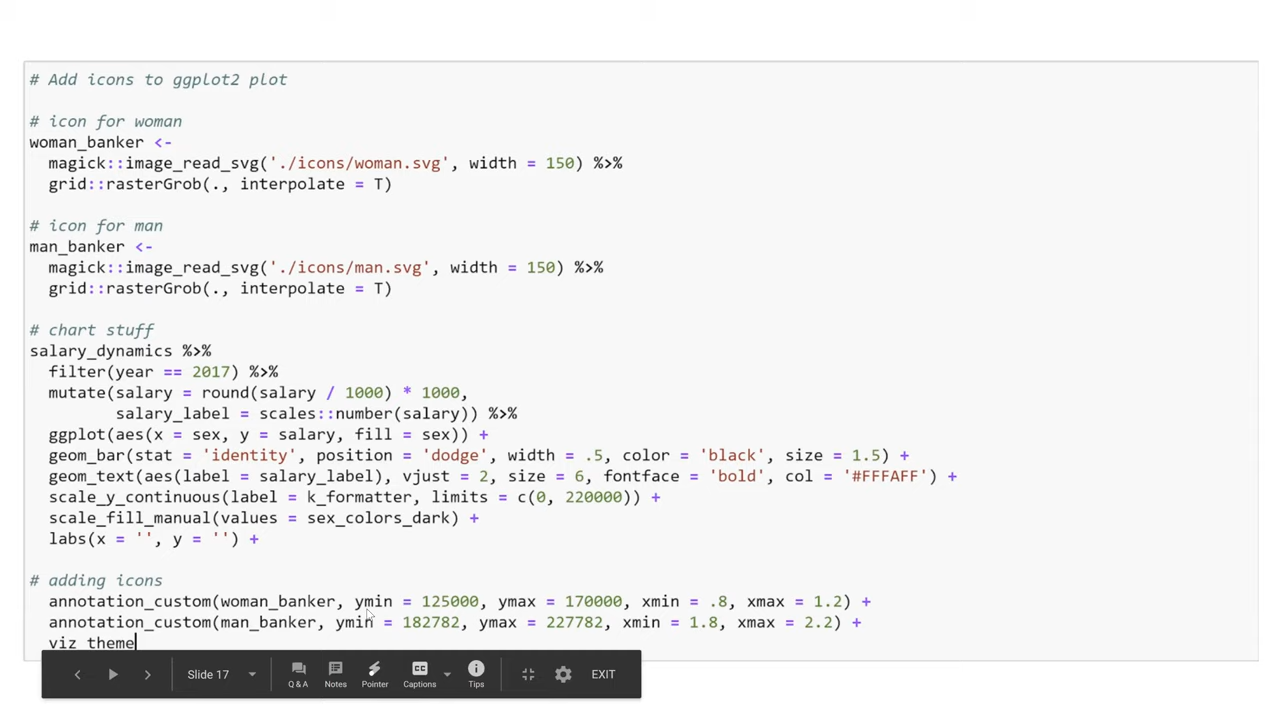 # Add icons to ggplot2 plot
# icon for woman
woman_banker <-
magick::image_read_svg('./icons/woman.svg', width = 150) %>%
grid::rasterGrob(., interpolate = T)
# icon for man
man_banker <-
magick::image_read_svg('./icons/man.svg', width = 150) %>%
grid::rasterGrob(., interpolate = T)
# chart stuff
salary_dynamics %>%
filter(year == 2017) %>%
mutate(salary = round(salary / 1000) * 1000,
salary_label = scales::number(salary)) %>%
ggplot(aes(x = sex, y = salary, fill = sex)) +
geom_bar(stat = 'identity', position = 'dodge', width = .5, color = 'black', size = 1.5) +
geom_text(aes(label = salary_label), vjust = 2, size = 6, fontface = 'bold', col = '#FFFAFF') +
scale_y_continuous(label = k_formatter, limits = c(0, 220000)) +
scale_fill_manual(values = sex_colors_dark) +
labs(x = '', y = '') +
# adding icons
annotation_custom(woman_banker, ymin = 125000, ymax = 170000, xmin = .8, xmax = 1.2) +
annotation_custom(man_banker, ymin = 182782, ymax = 227782, xmin = 1.8, xmax = 2.2) +
viz theme
Slide 17
Q & A
Notes
Pointer
Captions
Tips
EXIT